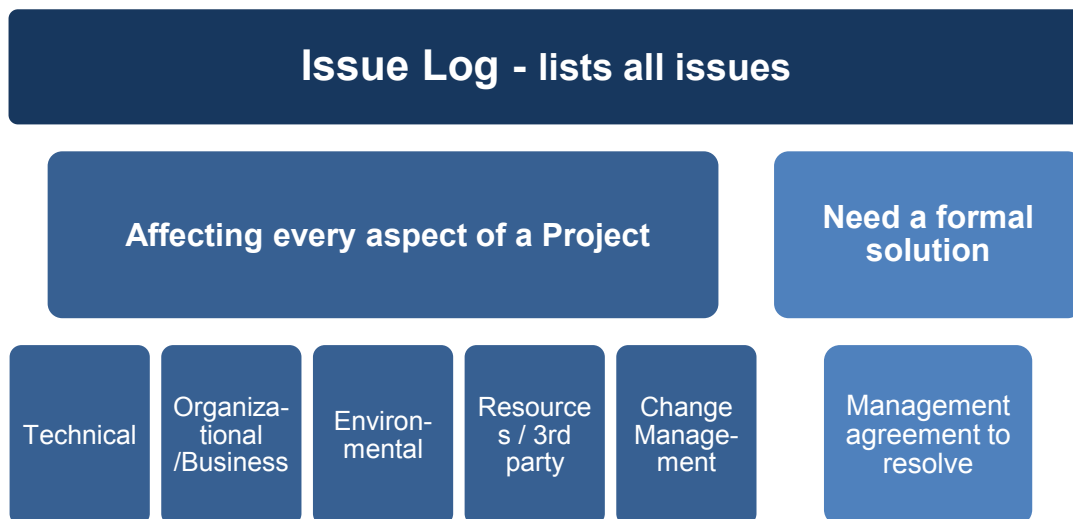 Issue Log - lists all issues
Affecting every aspect of a Project
Need a formal
solution
Technical
Organiza-
tional
/Business
Environ-
mental
Resource
s / 3rd
party
Change
Manage-
ment
Management
agreement to
resolve